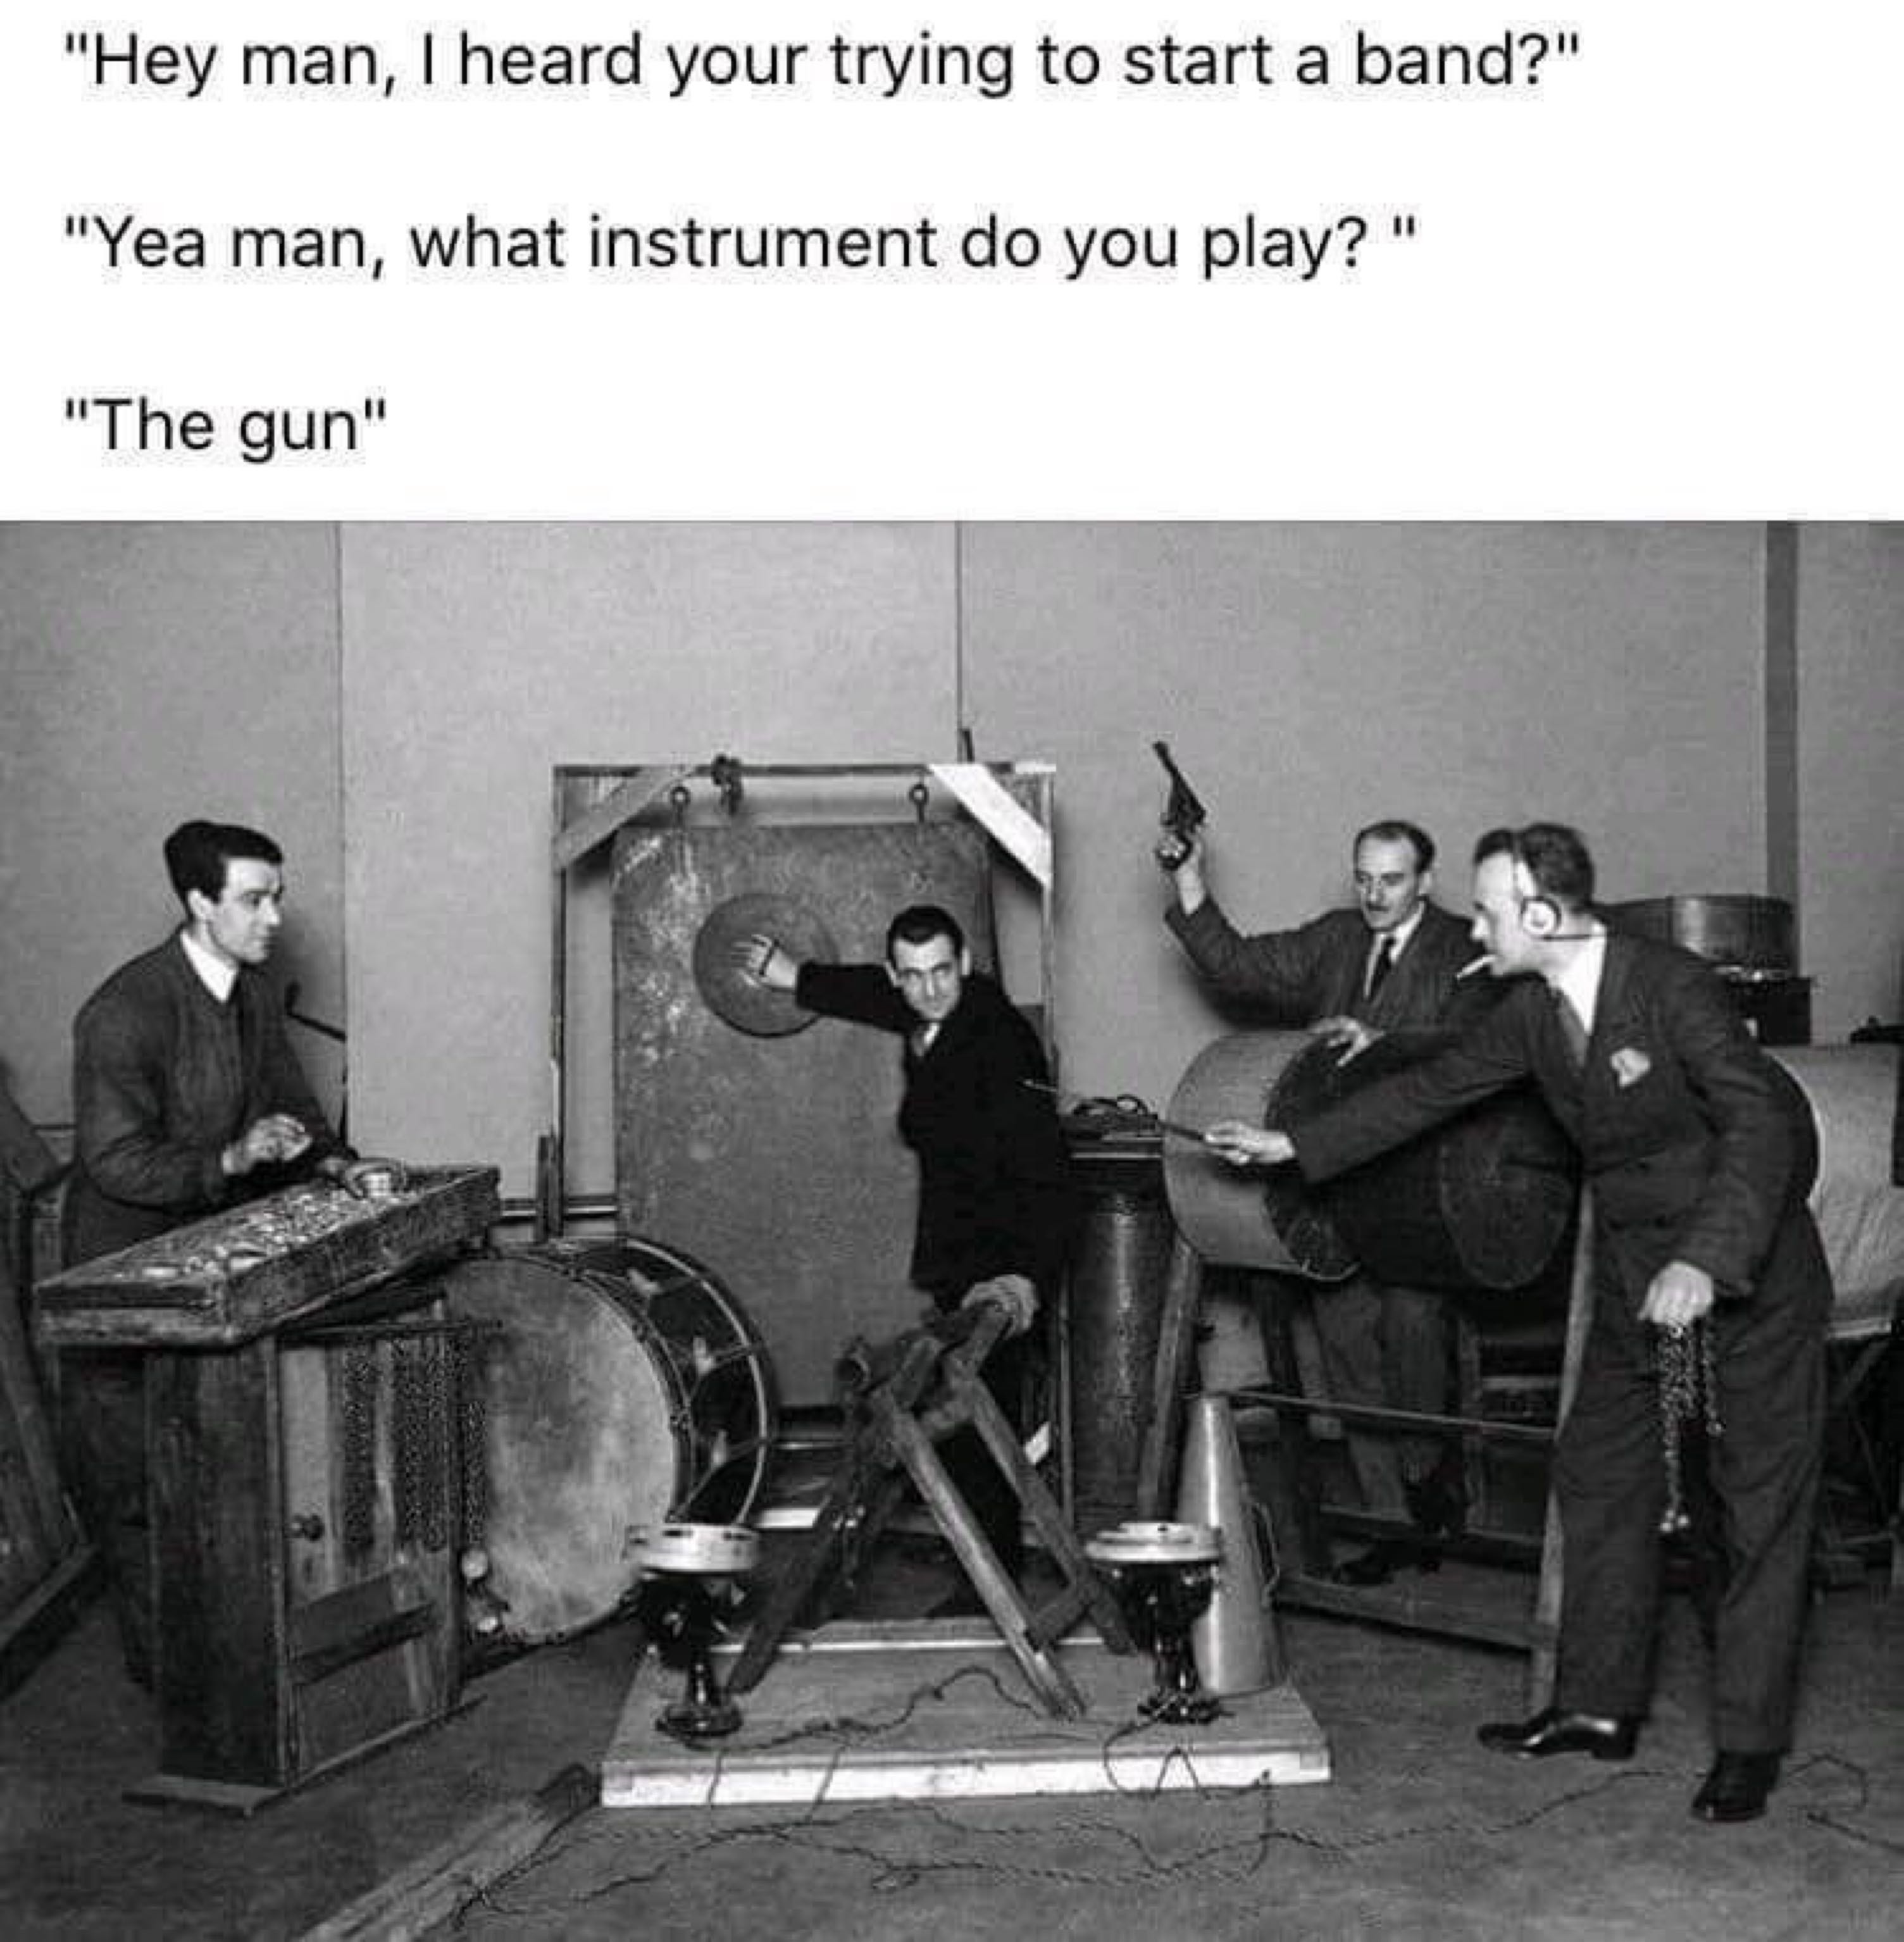 "Hey man, I heard your trying to start a band?"
"Yea man, what instrument do you play? "
"The gun"